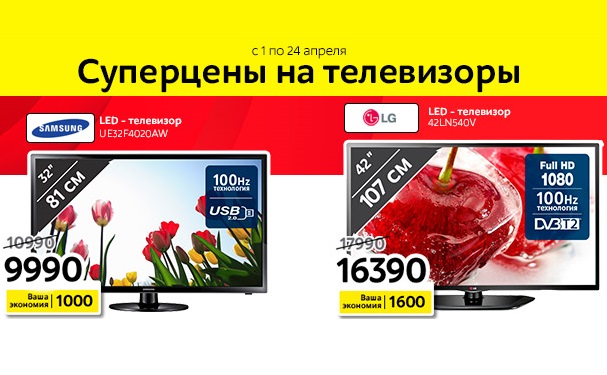 с 1 по 24 апреля
Суперцены на телевизоры
SAMSUNG
LED - телевизор
UE32F4020AW
LG
LED - телевизор
42LN540V
32"
81 СМ
100Hz
технология
USB 2.0
10990
9990
Ваша экономия
1000
42"
107 СМ
Full HD
1080
100Hz
технология
DVB T2
17990
16390
Ваша экономия
1600